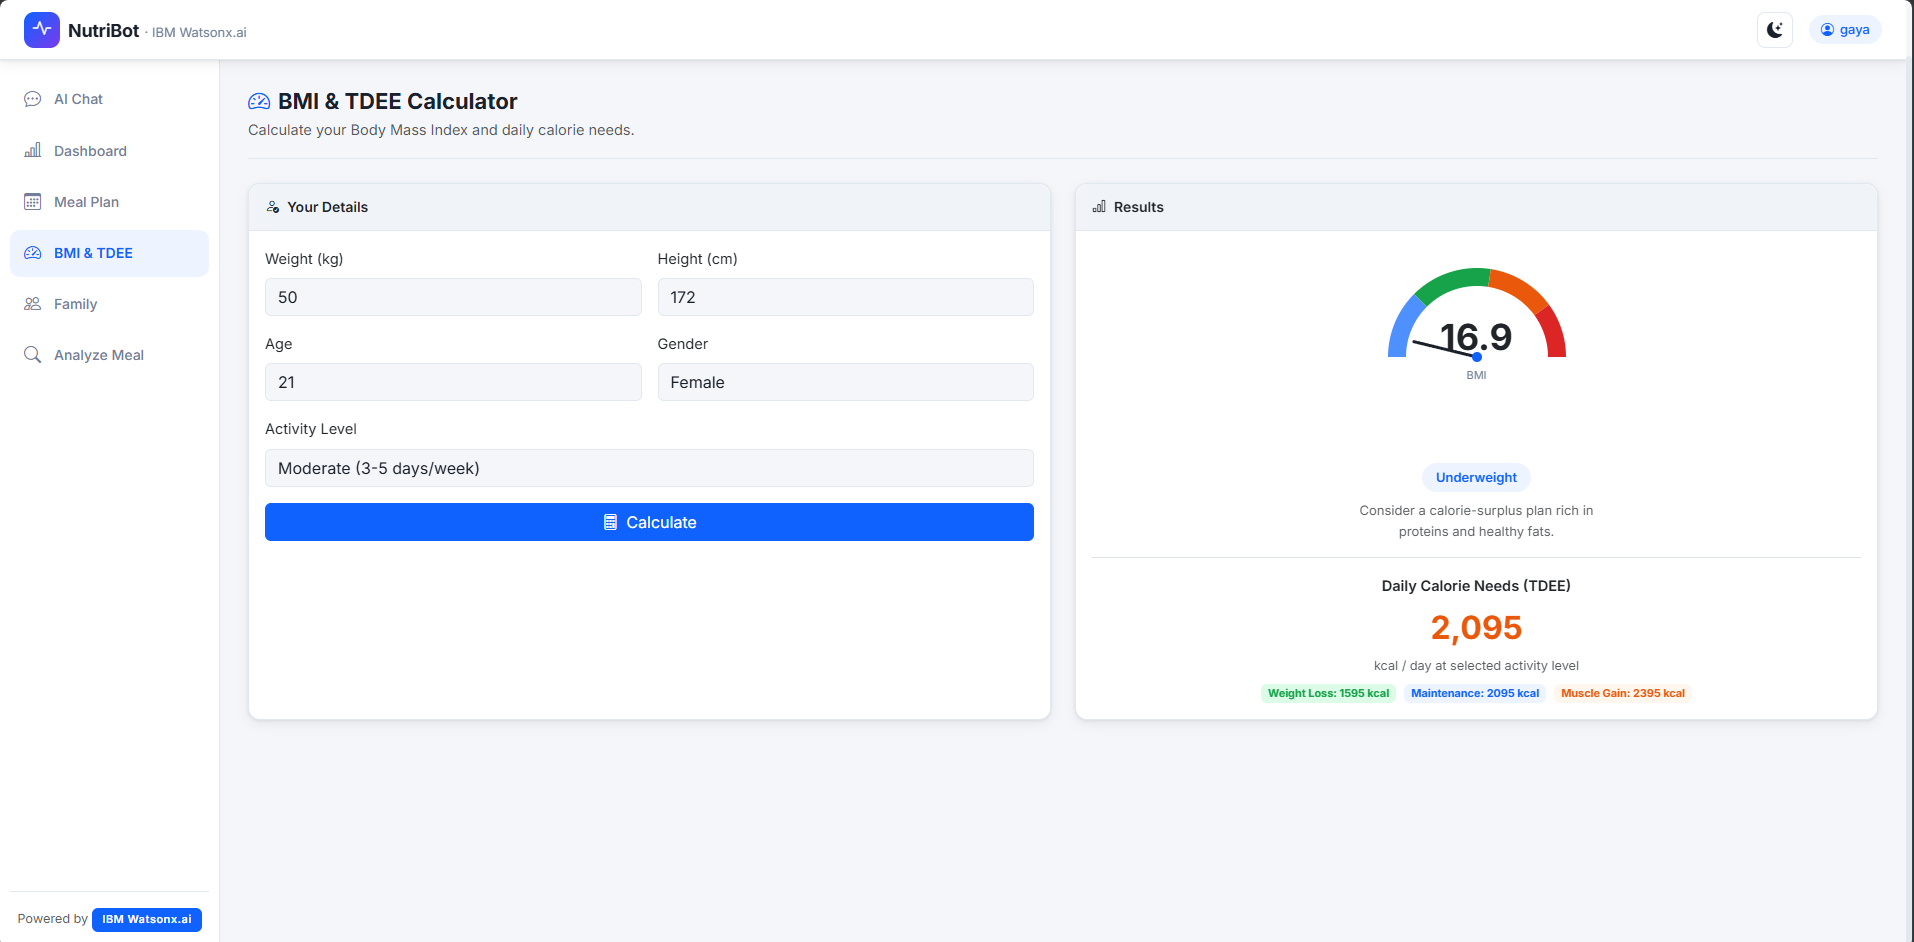 NutriBot · IBM Watsonx.ai
gaya
AI Chat
Dashboard
Meal Plan
BMI & TDEE
Family
Analyze Meal
Powered by IBM Watsonx.ai
BMI & TDEE Calculator
Calculate your Body Mass Index and daily calorie needs.
Your Details
Weight (kg) Height (cm)
50 172
Age Gender
21 Female
Activity Level
Moderate (3-5 days/week)
Calculate
Results
16.9
BMI
Underweight
Consider a calorie-surplus plan rich in
proteins and healthy fats.
Daily Calorie Needs (TDEE)
2,095
kcal / day at selected activity level
Weight Loss: 1595 kcal Maintenance: 2095 kcal Muscle Gain: 2395 kcal